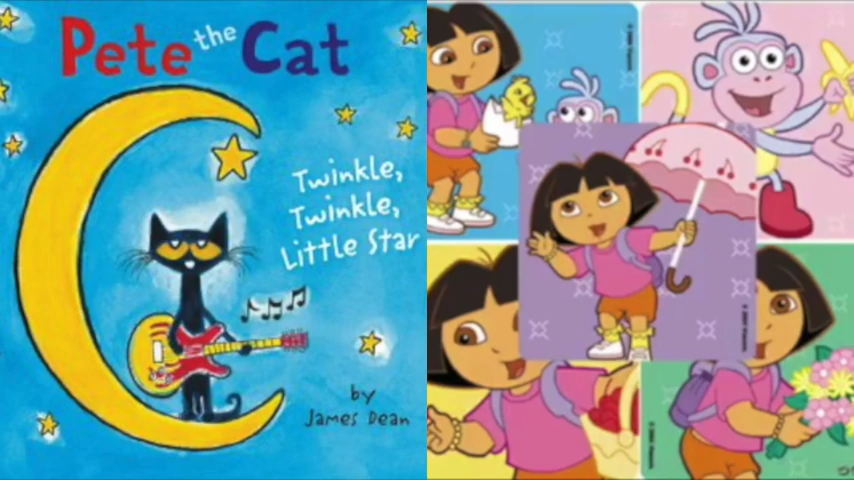 Pete the Cat
Twinkle,
Twinkle,
Little Star
by
James Dean